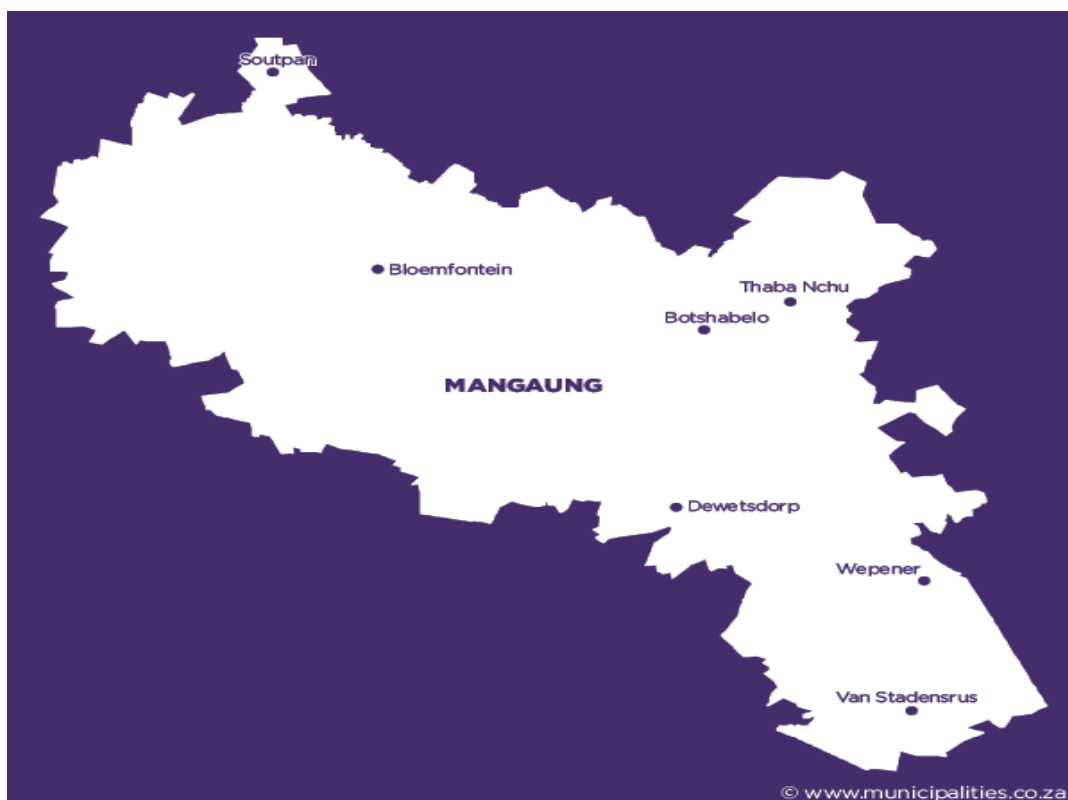 Soutpan
Bloemfontein
Thaba Nchu
Botshabelo
MANGAUNG
Dewetsdorp
Wepener
Van Stadensrus
© www.municipalities.co.za